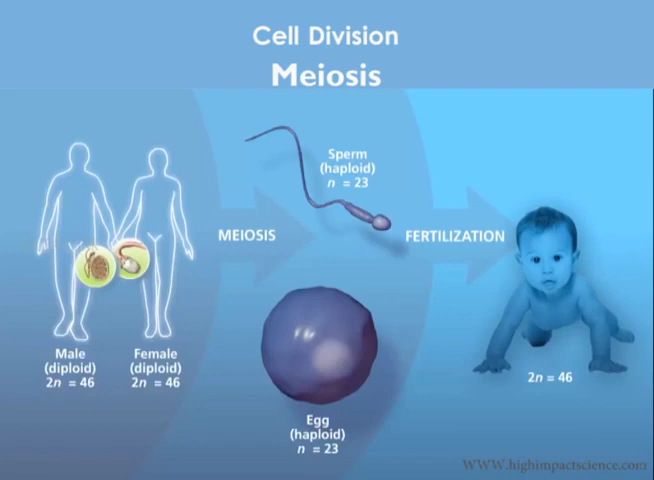 Cell Division
Meiosis
Sperm
(haploid)
n = 23
MEIOSIS
FERTILIZATION
Male
(diploid)
2n = 46
Female
(diploid)
2n = 46
2n = 46
Egg
(haploid)
n = 23
WWW.highimpactscience.com